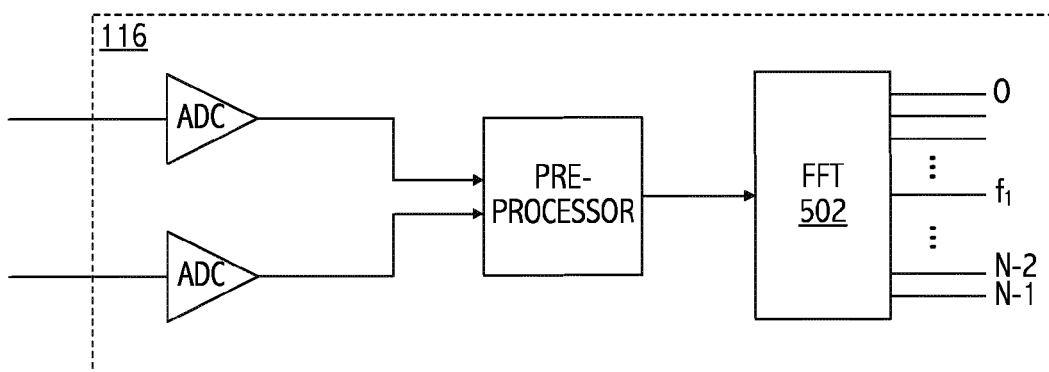 116
ADC
PRE-
PROCESSOR
ADC
FFT
502
0
...
f₁
...
N-2
N-1